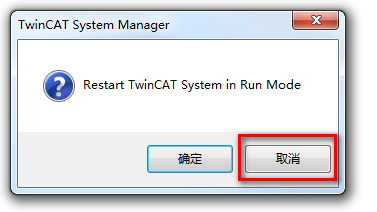 TwinCAT System Manager
Restart TwinCAT System in Run Mode
确定
取消